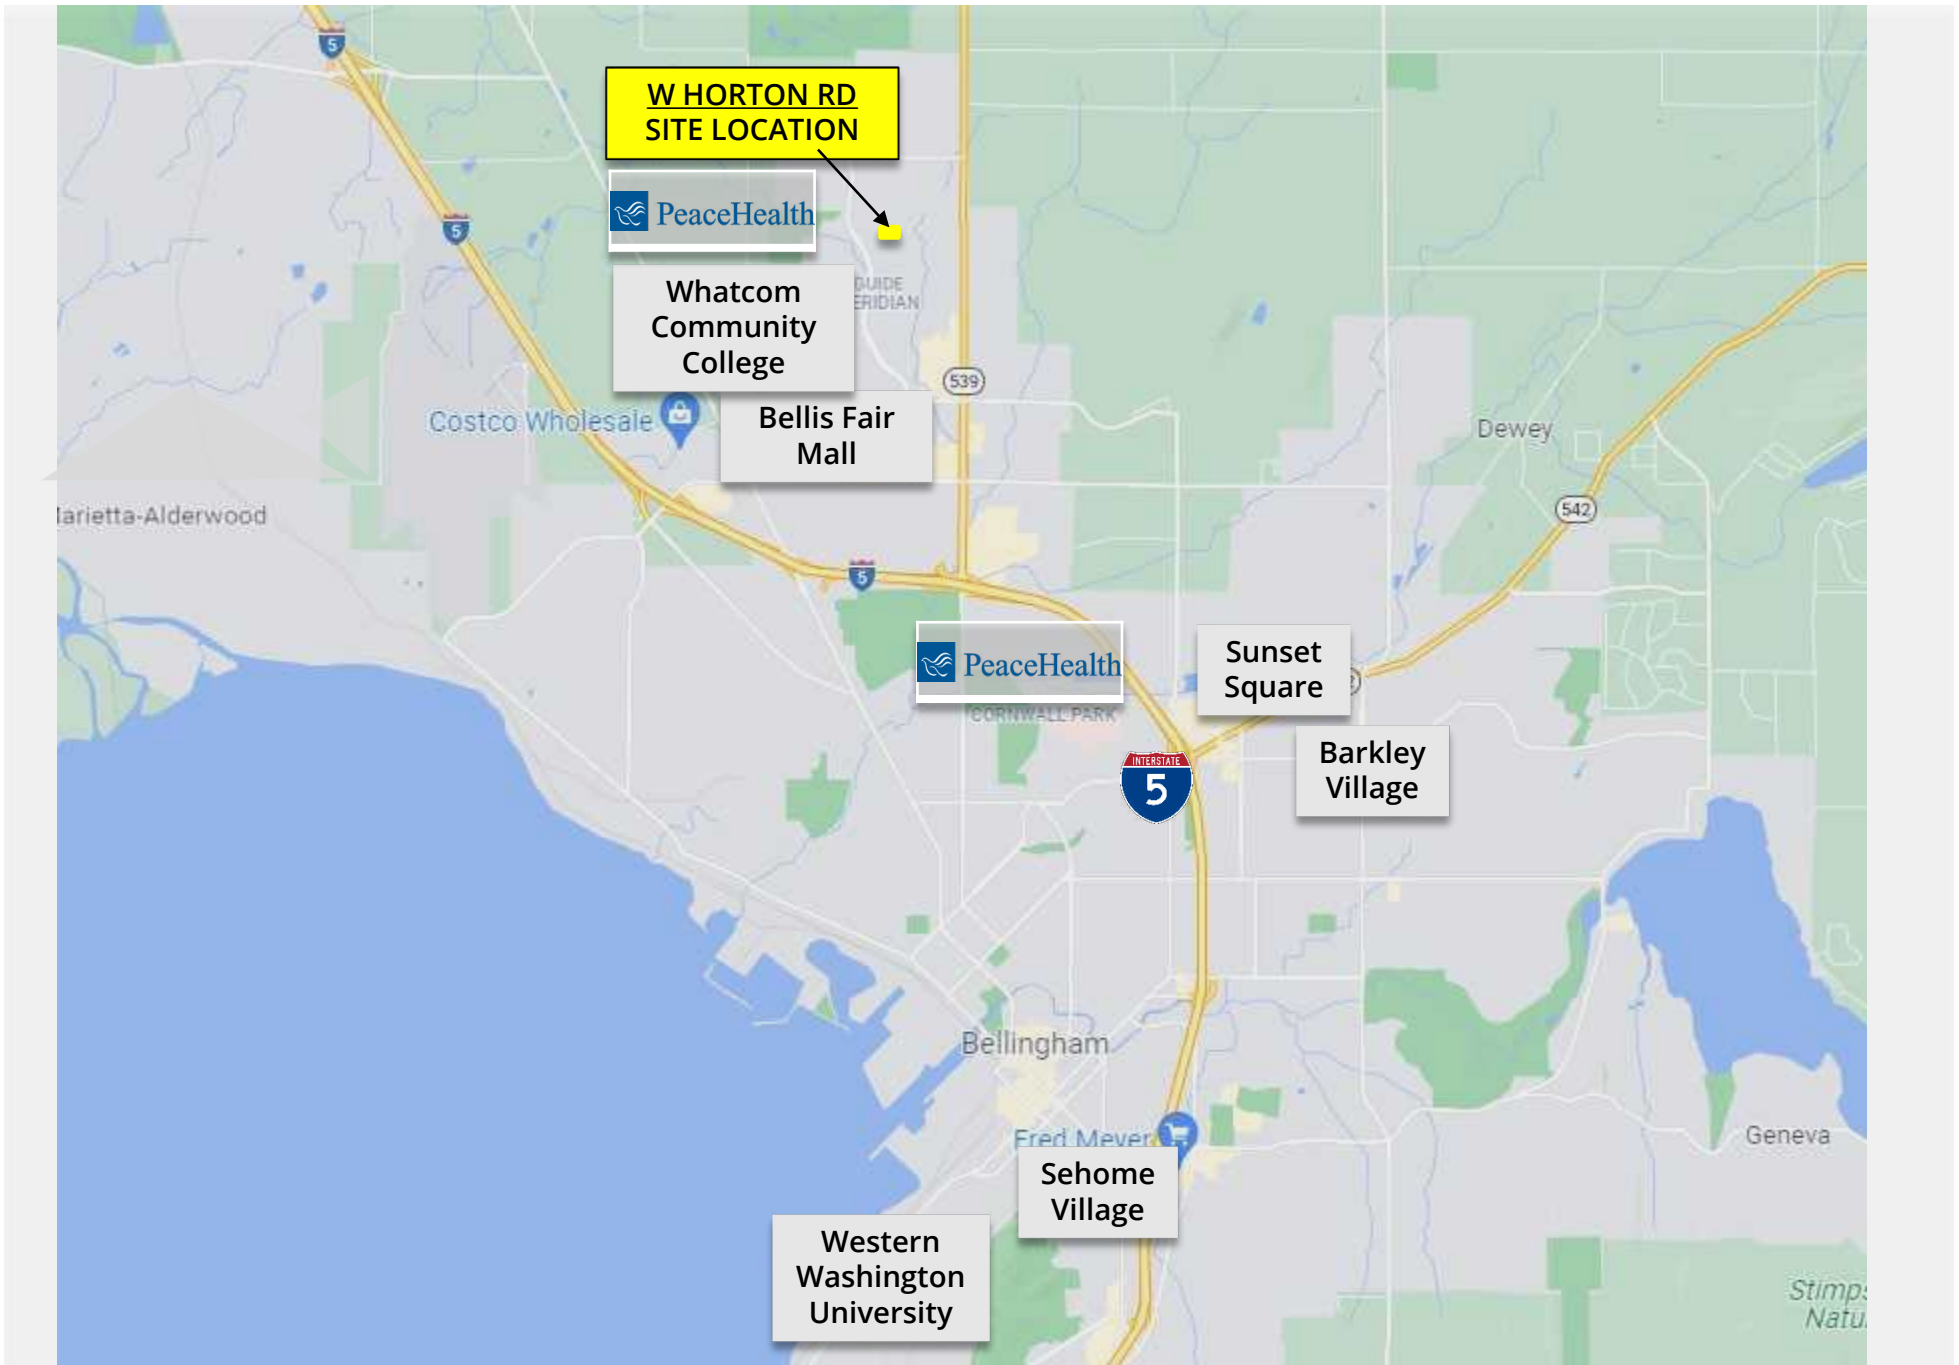 5
W HORTON RD
SITE LOCATION
PeaceHealth
5
Whatcom
Community
College
GUIDE
ERIDIAN
539
Costco Wholesale
Bellis Fair
Mall
Dewey
542
larietta-Alderwood
5
PeaceHealth
Sunset
Square
CORNWALL PARK
Barkley
Village
INTERSTATE
5
Bellingham
Fred Meyer
Geneva
Sehome
Village
Western
Washington
University
Stimps
Natu